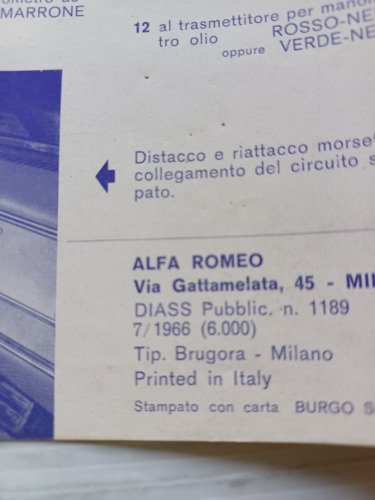 MARRONE
12 al trasmettitore per
tro olio ROSSO-NE
oppure VERDE-NE
Distacco e riattacco morse
collegamento del circuito s
pato.
ALFA ROMEO
Via Gattamelata, 45 - MI
DIASS Pubblic. n. 1189
7/1966 (6.000)
Tip. Brugora - Milano
Printed in Italy
Stampato con carta BURGO S